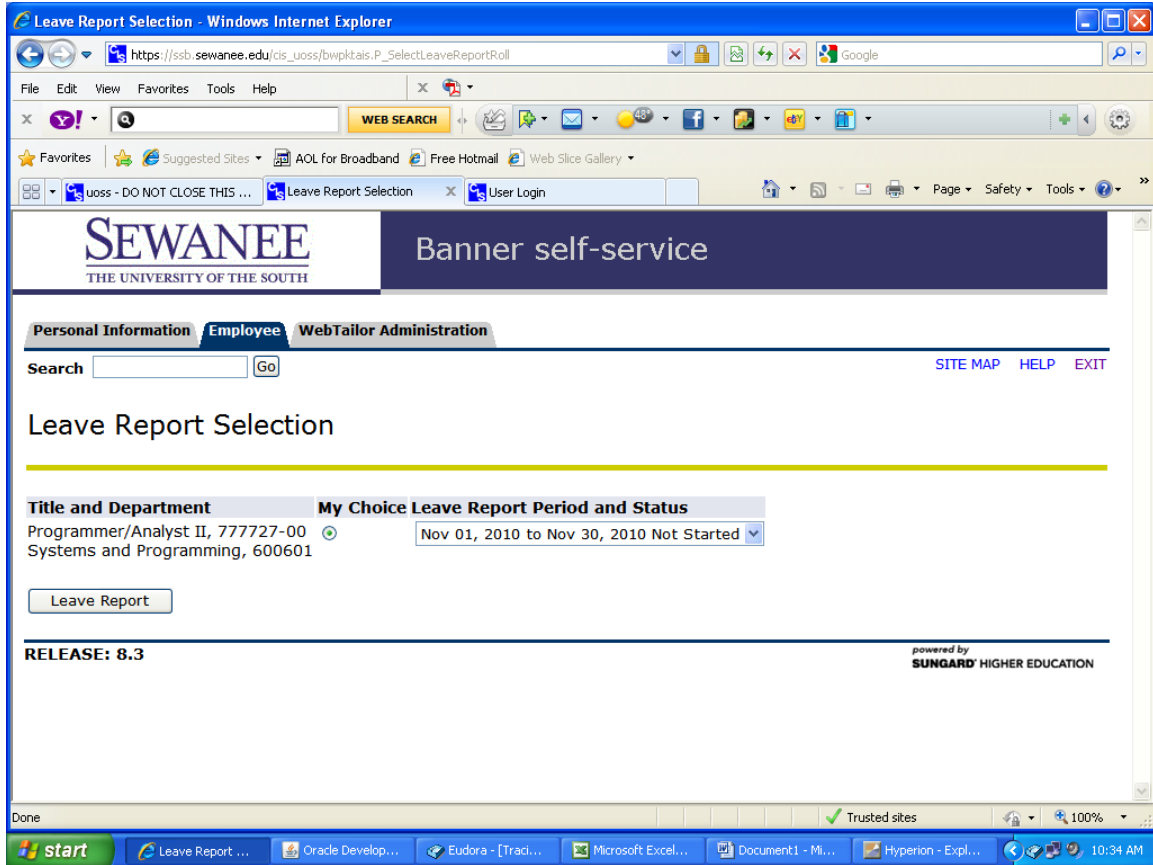 Leave Report Selection - Windows Internet Explorer
https://ssb.sewanee.edu/cis_uoss/bwpktais.P_SelectLeaveReportRoll
Google
File Edit View Favorites Tools Help
WEB SEARCH
48°
Favorites Suggested Sites AOL for Broadband Free Hotmail Web Slice Gallery
uoss - DO NOT CLOSE THIS ... Leave Report Selection User Login Page Safety Tools »
SEWANEE
THE UNIVERSITY OF THE SOUTH
Banner self-service
Personal Information Employee WebTailor Administration
Search Go SITE MAP HELP EXIT
Leave Report Selection
Title and Department My Choice Leave Report Period and Status
Programmer/Analyst II, 777727-00 Nov 01, 2010 to Nov 30, 2010 Not Started
Systems and Programming, 600601
Leave Report
RELEASE: 8.3
powered by
SUNGARD HIGHER EDUCATION
Done Trusted sites 100%
start Leave Report ... Oracle Develop... Eudora - [Traci... Microsoft Excel... Document1 - Mi... Hyperion - Expl... 10:34 AM